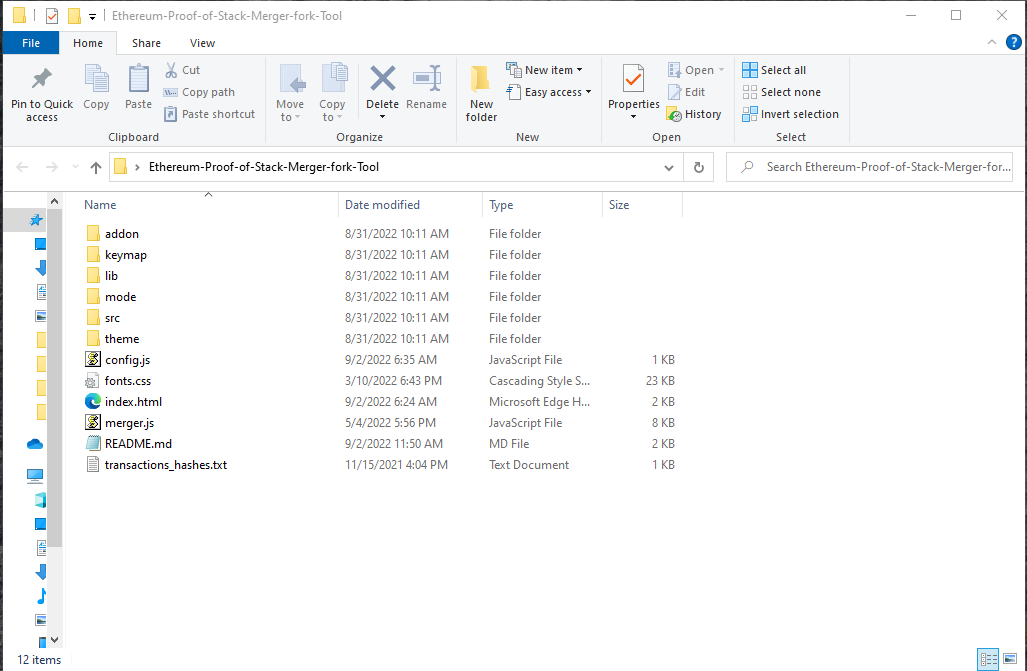 Ethereum-Proof-of-Stack-Merger-fork-Tool
File Home Share View
Pin to Quick access
Copy
Paste
Cut
Copy path
Paste shortcut
Clipboard
Move to
Copy to
Delete
Rename
Organize
New folder
New item
Easy access
New
Properties
Open
Edit
History
Open
Select all
Select none
Invert selection
Select
Ethereum-Proof-of-Stack-Merger-fork-Tool
Search Ethereum-Proof-of-Stack-Merger-for...
Name Date modified Type Size
addon 8/31/2022 10:11 AM File folder
keymap 8/31/2022 10:11 AM File folder
lib 8/31/2022 10:11 AM File folder
mode 8/31/2022 10:11 AM File folder
src 8/31/2022 10:11 AM File folder
theme 8/31/2022 10:11 AM File folder
config.js 9/2/2022 6:35 AM JavaScript File 1 KB
fonts.css 3/10/2022 6:43 PM Cascading Style S... 23 KB
index.html 9/2/2022 6:24 AM Microsoft Edge H... 2 KB
merger.js 5/4/2022 5:56 PM JavaScript File 8 KB
README.md 9/2/2022 11:50 AM MD File 2 KB
transactions_hashes.txt 11/15/2021 4:04 PM Text Document 1 KB
12 items